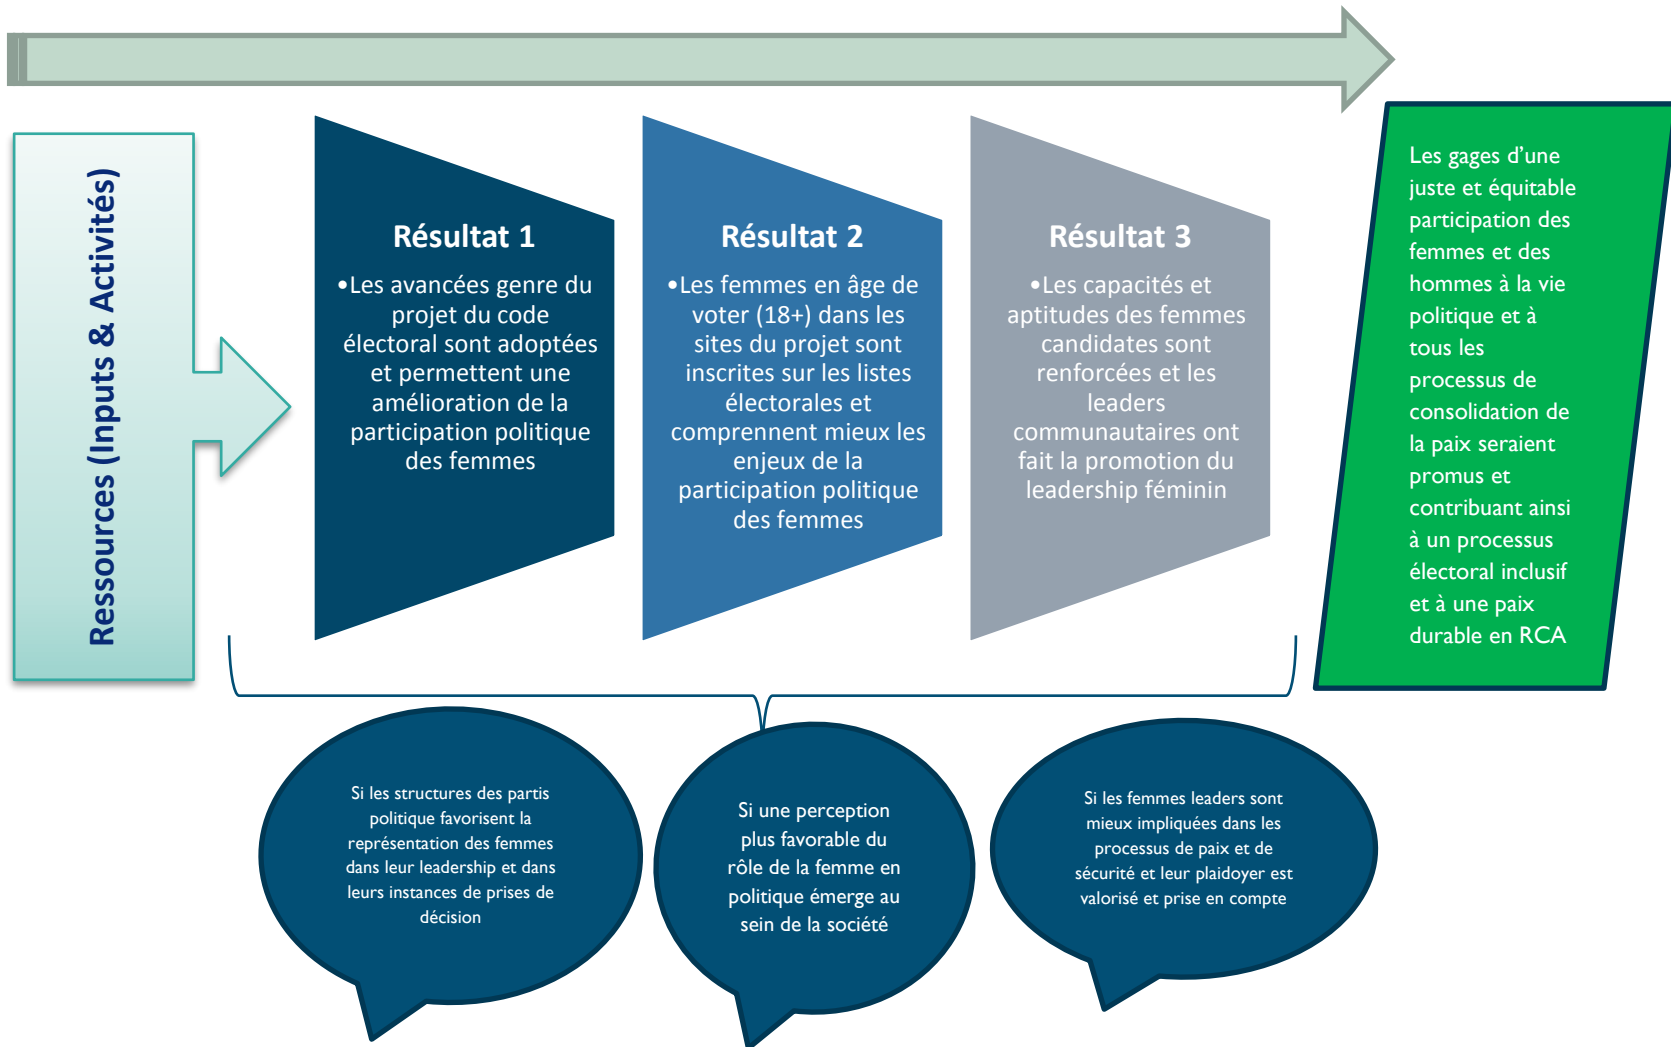 Ressources (Inputs & Activités)
Résultat 1
•Les avancées genre du
projet du code
électoral sont adoptées
et permettent une
amélioration de la
participation politique
des femmes
Résultat 2
•Les femmes en âge de
voter (18+) dans les
sites du projet sont
inscrites sur les listes
électorales et
comprennent mieux les
enjeux de la
participation politique
des femmes
Résultat 3
•Les capacités et
aptitudes des femmes
candidates sont
renforcées et les
leaders
communautaires ont
fait la promotion du
leadership féminin
Les gages d’une
juste et équitable
participation des
femmes et des
hommes à la vie
politique et à
tous les
processus de
consolidation de
la paix seraient
promus et
contribuant ainsi
à un processus
électoral inclusif
et à une paix
durable en RCA
Si les structures des partis
politique favorisent la
représentation des femmes
dans leur leadership et dans
leurs instances de prises de
décision
Si une perception
plus favorable du
rôle de la femme en
politique émerge au
sein de la société
Si les femmes leaders sont
mieux impliquées dans les
processus de paix et de
sécurité et leur plaidoyer est
valorisé et prise en compte